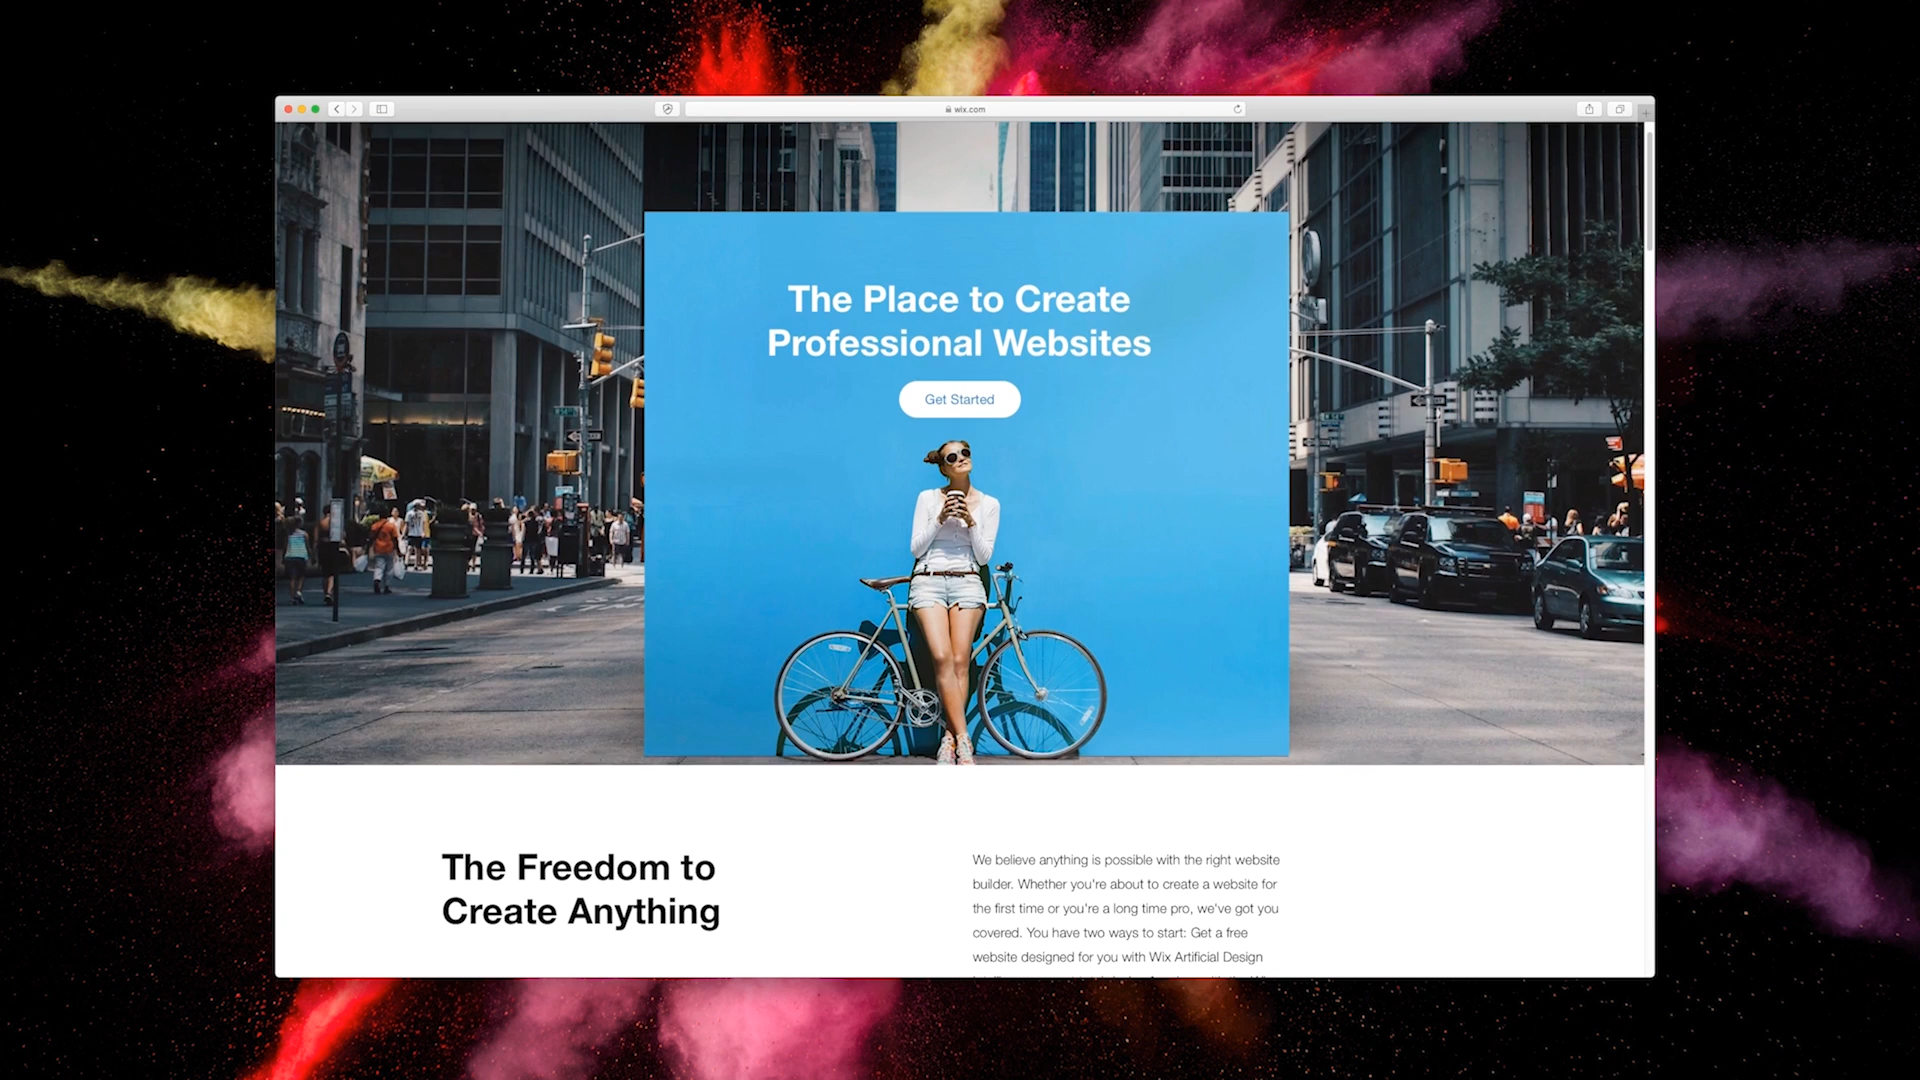 wix.com
The Place to Create
Professional Websites
Get Started
The Freedom to
Create Anything
We believe anything is possible with the right website
builder. Whether you're about to create a website for
the first time or you're a long time pro, we've got you
covered. You have two ways to start: Get a free
website designed for you with Wix Artificial Design